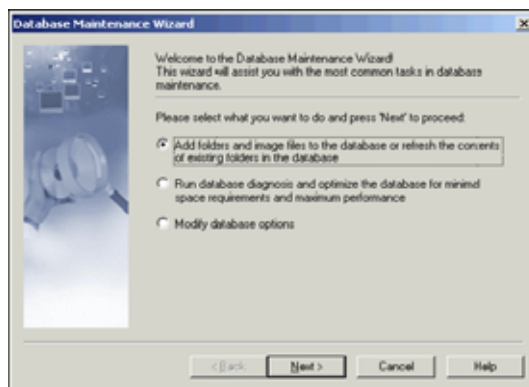 Database Maintenance Wizard
Welcome to the Database Maintenance Wizard!
This wizard will assist you with the most common tasks in database
maintenance.
Please select what you want to do and press 'Next' to proceed:
Add folders and image files to the database or refresh the contents
of existing folders in the database
Run database diagnosis and optimize the database for minimal
space requirements and maximum performance
Modify database options
< Back
Next >
Cancel
Help